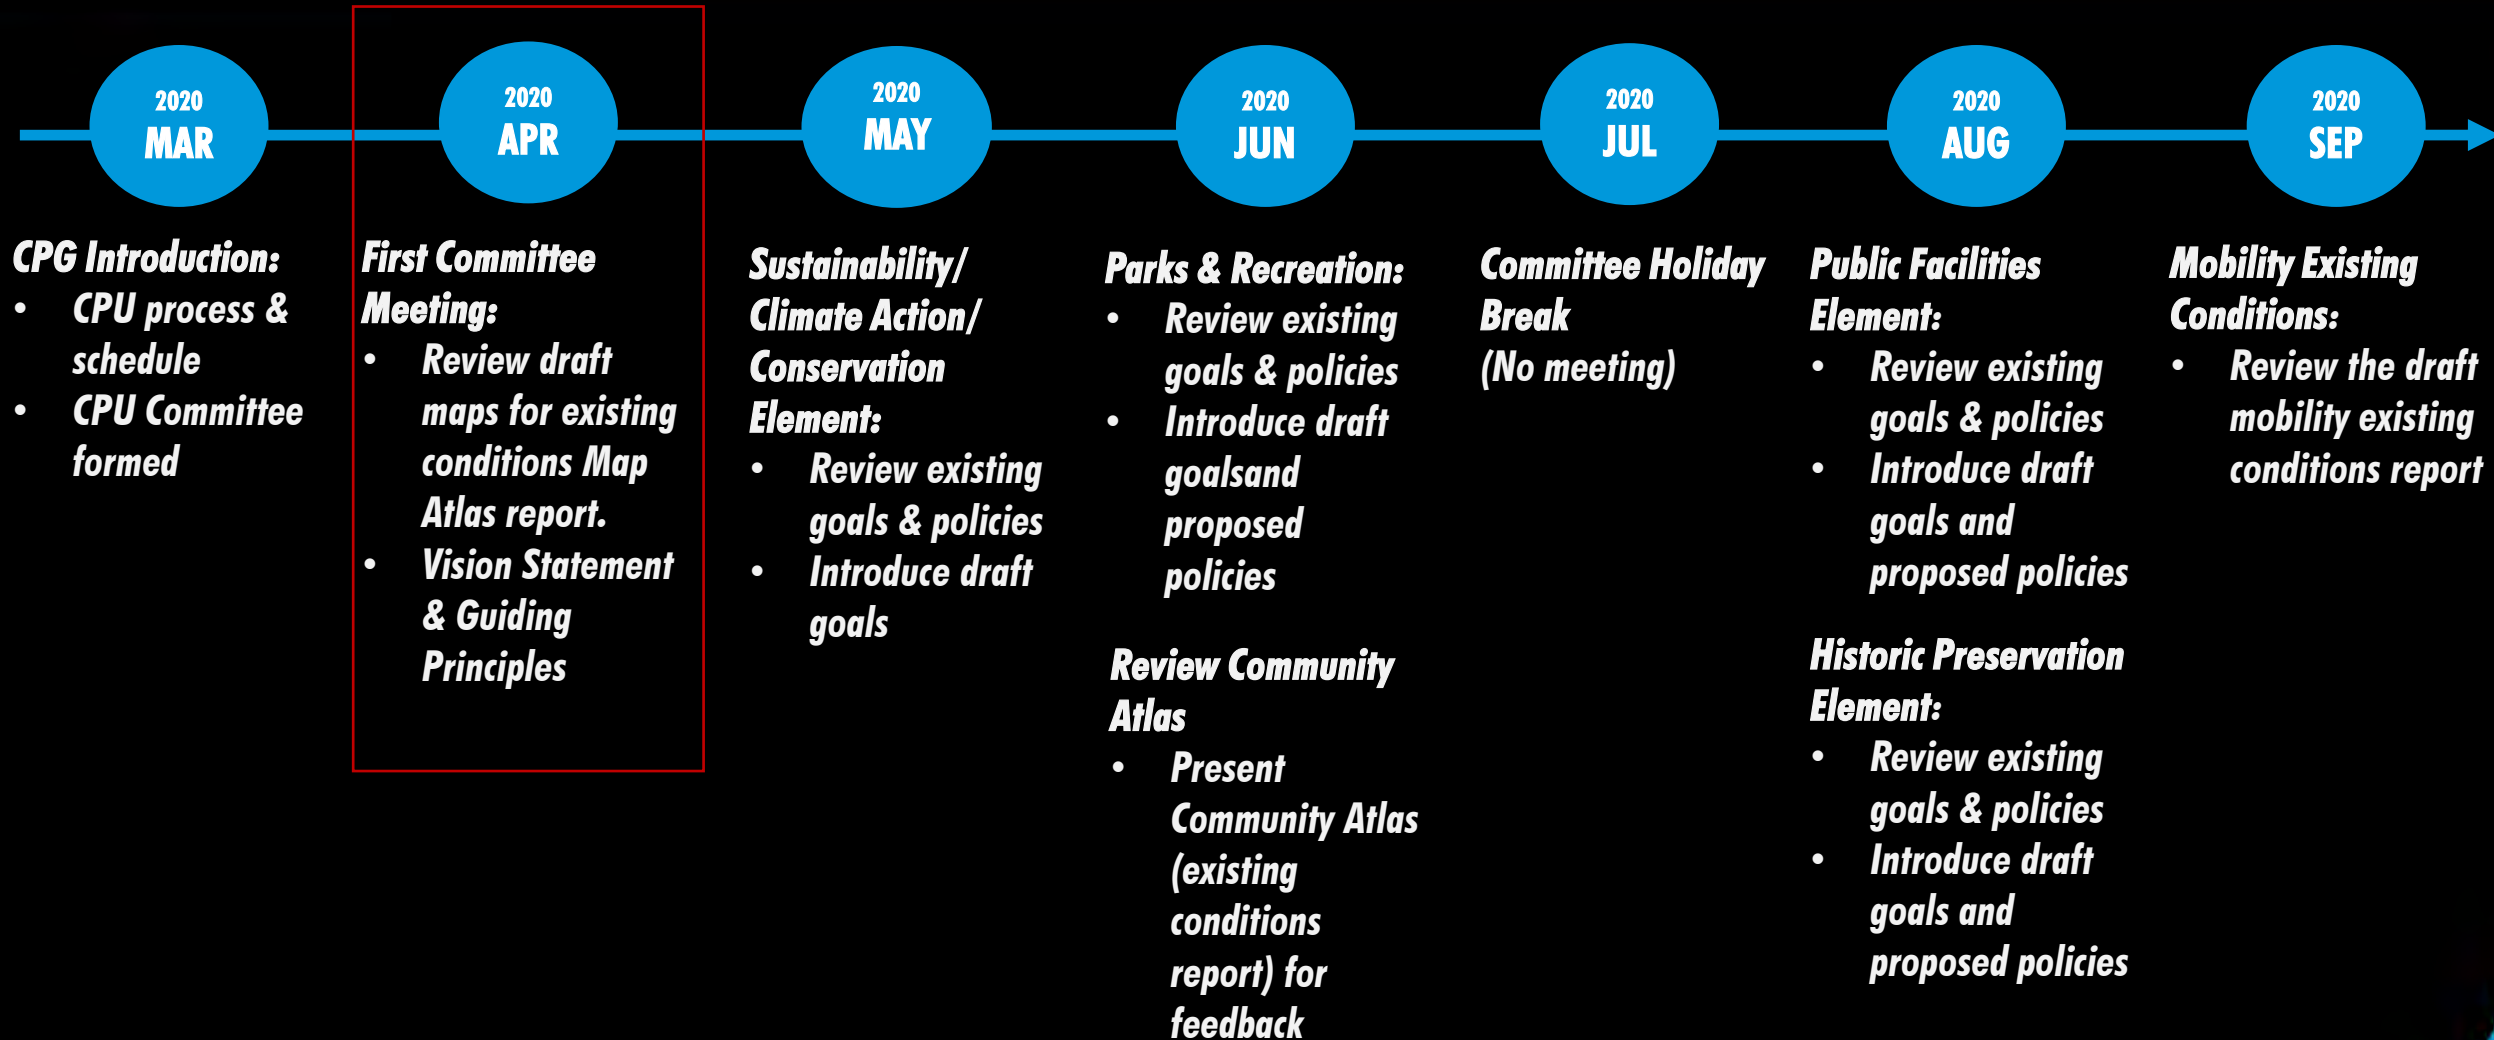 2020
MAR
2020
APR
2020
MAY
2020
JUN
2020
JUL
2020
AUG
2020
SEP
CPG Introduction:
• CPU process &
schedule
• CPU Committee
formed
First Committee
Meeting:
• Review draft
maps for existing
conditions Map
Atlas report.
• Vision Statement
& Guiding
Principles
Sustainability/
Climate Action/
Conservation
Element:
• Review existing
goals & policies
• Introduce draft
goals
Parks & Recreation:
• Review existing
goals & policies
• Introduce draft
goalsand
proposed
policies
Review Community
Atlas
• Present
Community Atlas
(existing
conditions
report) for
feedback
Committee Holiday
Break
(No meeting)
Public Facilities
Element:
• Review existing
goals & policies
• Introduce draft
goals and
proposed policies
Historic Preservation
Element:
• Review existing
goals & policies
• Introduce draft
goals and
proposed policies
Mobility Existing
Conditions:
• Review the draft
mobility existing
conditions report